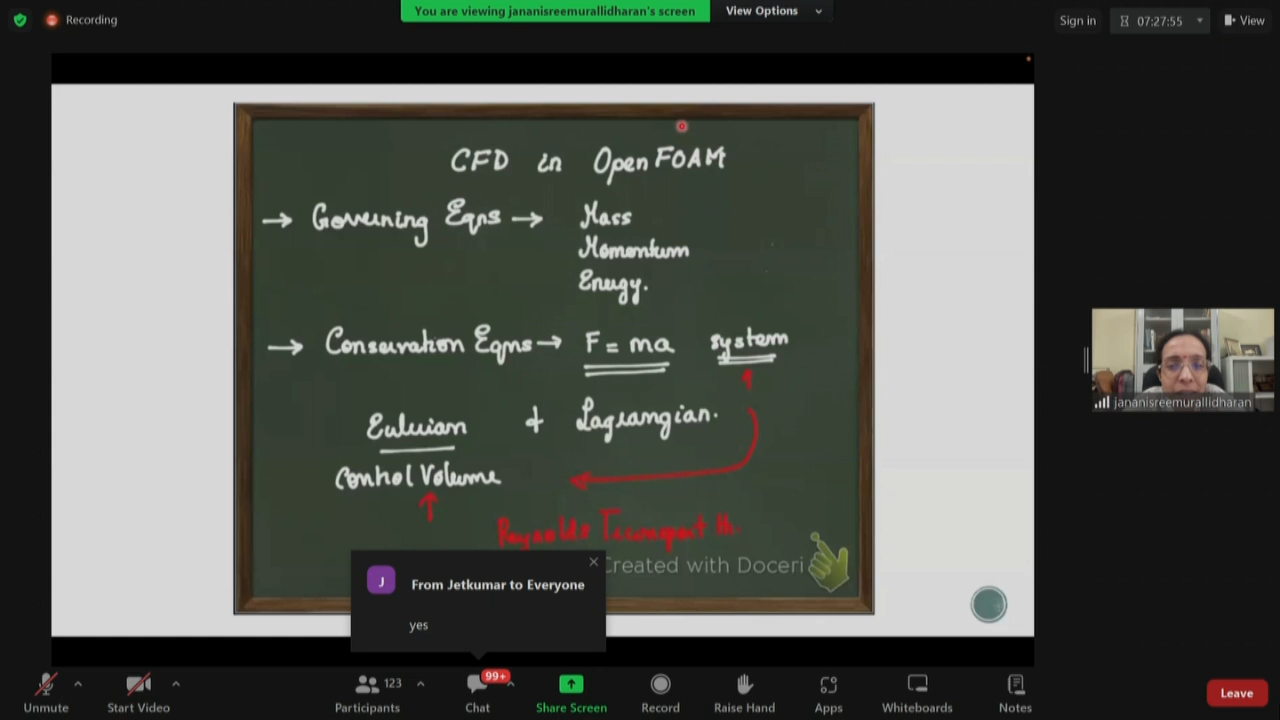 Recording
You are viewing jananisreemurallidharan's screen
View Options
Sign in
07:27:55
View
CFD in OpenFOAM
→ Governing Eqns → Mass
Momentum
Energy.
→ Conservation Eqns → F = ma system
Eulerian & Lagrangian.
Control Volume
Reynolds Transport th.
Created with Doceri
jananisreemurallidharan
J
From Jetkumar to Everyone
yes
Unmute
Start Video
123
Participants
99+
Chat
Share Screen
Record
Raise Hand
Apps
Whiteboards
Notes
Leave